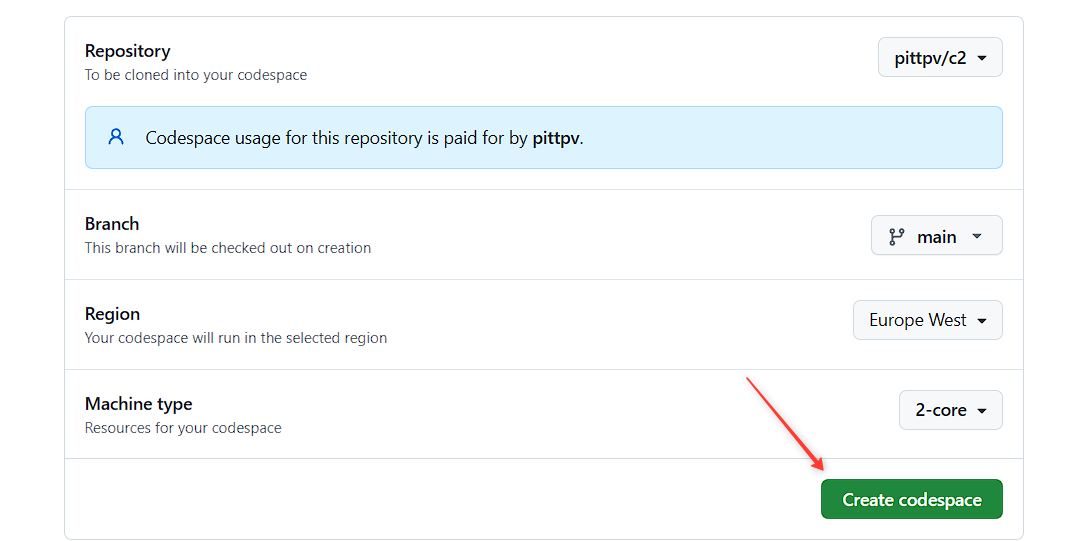 Repository
To be cloned into your codespace
pittpv/c2
Codespace usage for this repository is paid for by pittpv.
Branch
This branch will be checked out on creation
main
Region
Your codespace will run in the selected region
Europe West
Machine type
Resources for your codespace
2-core
Create codespace